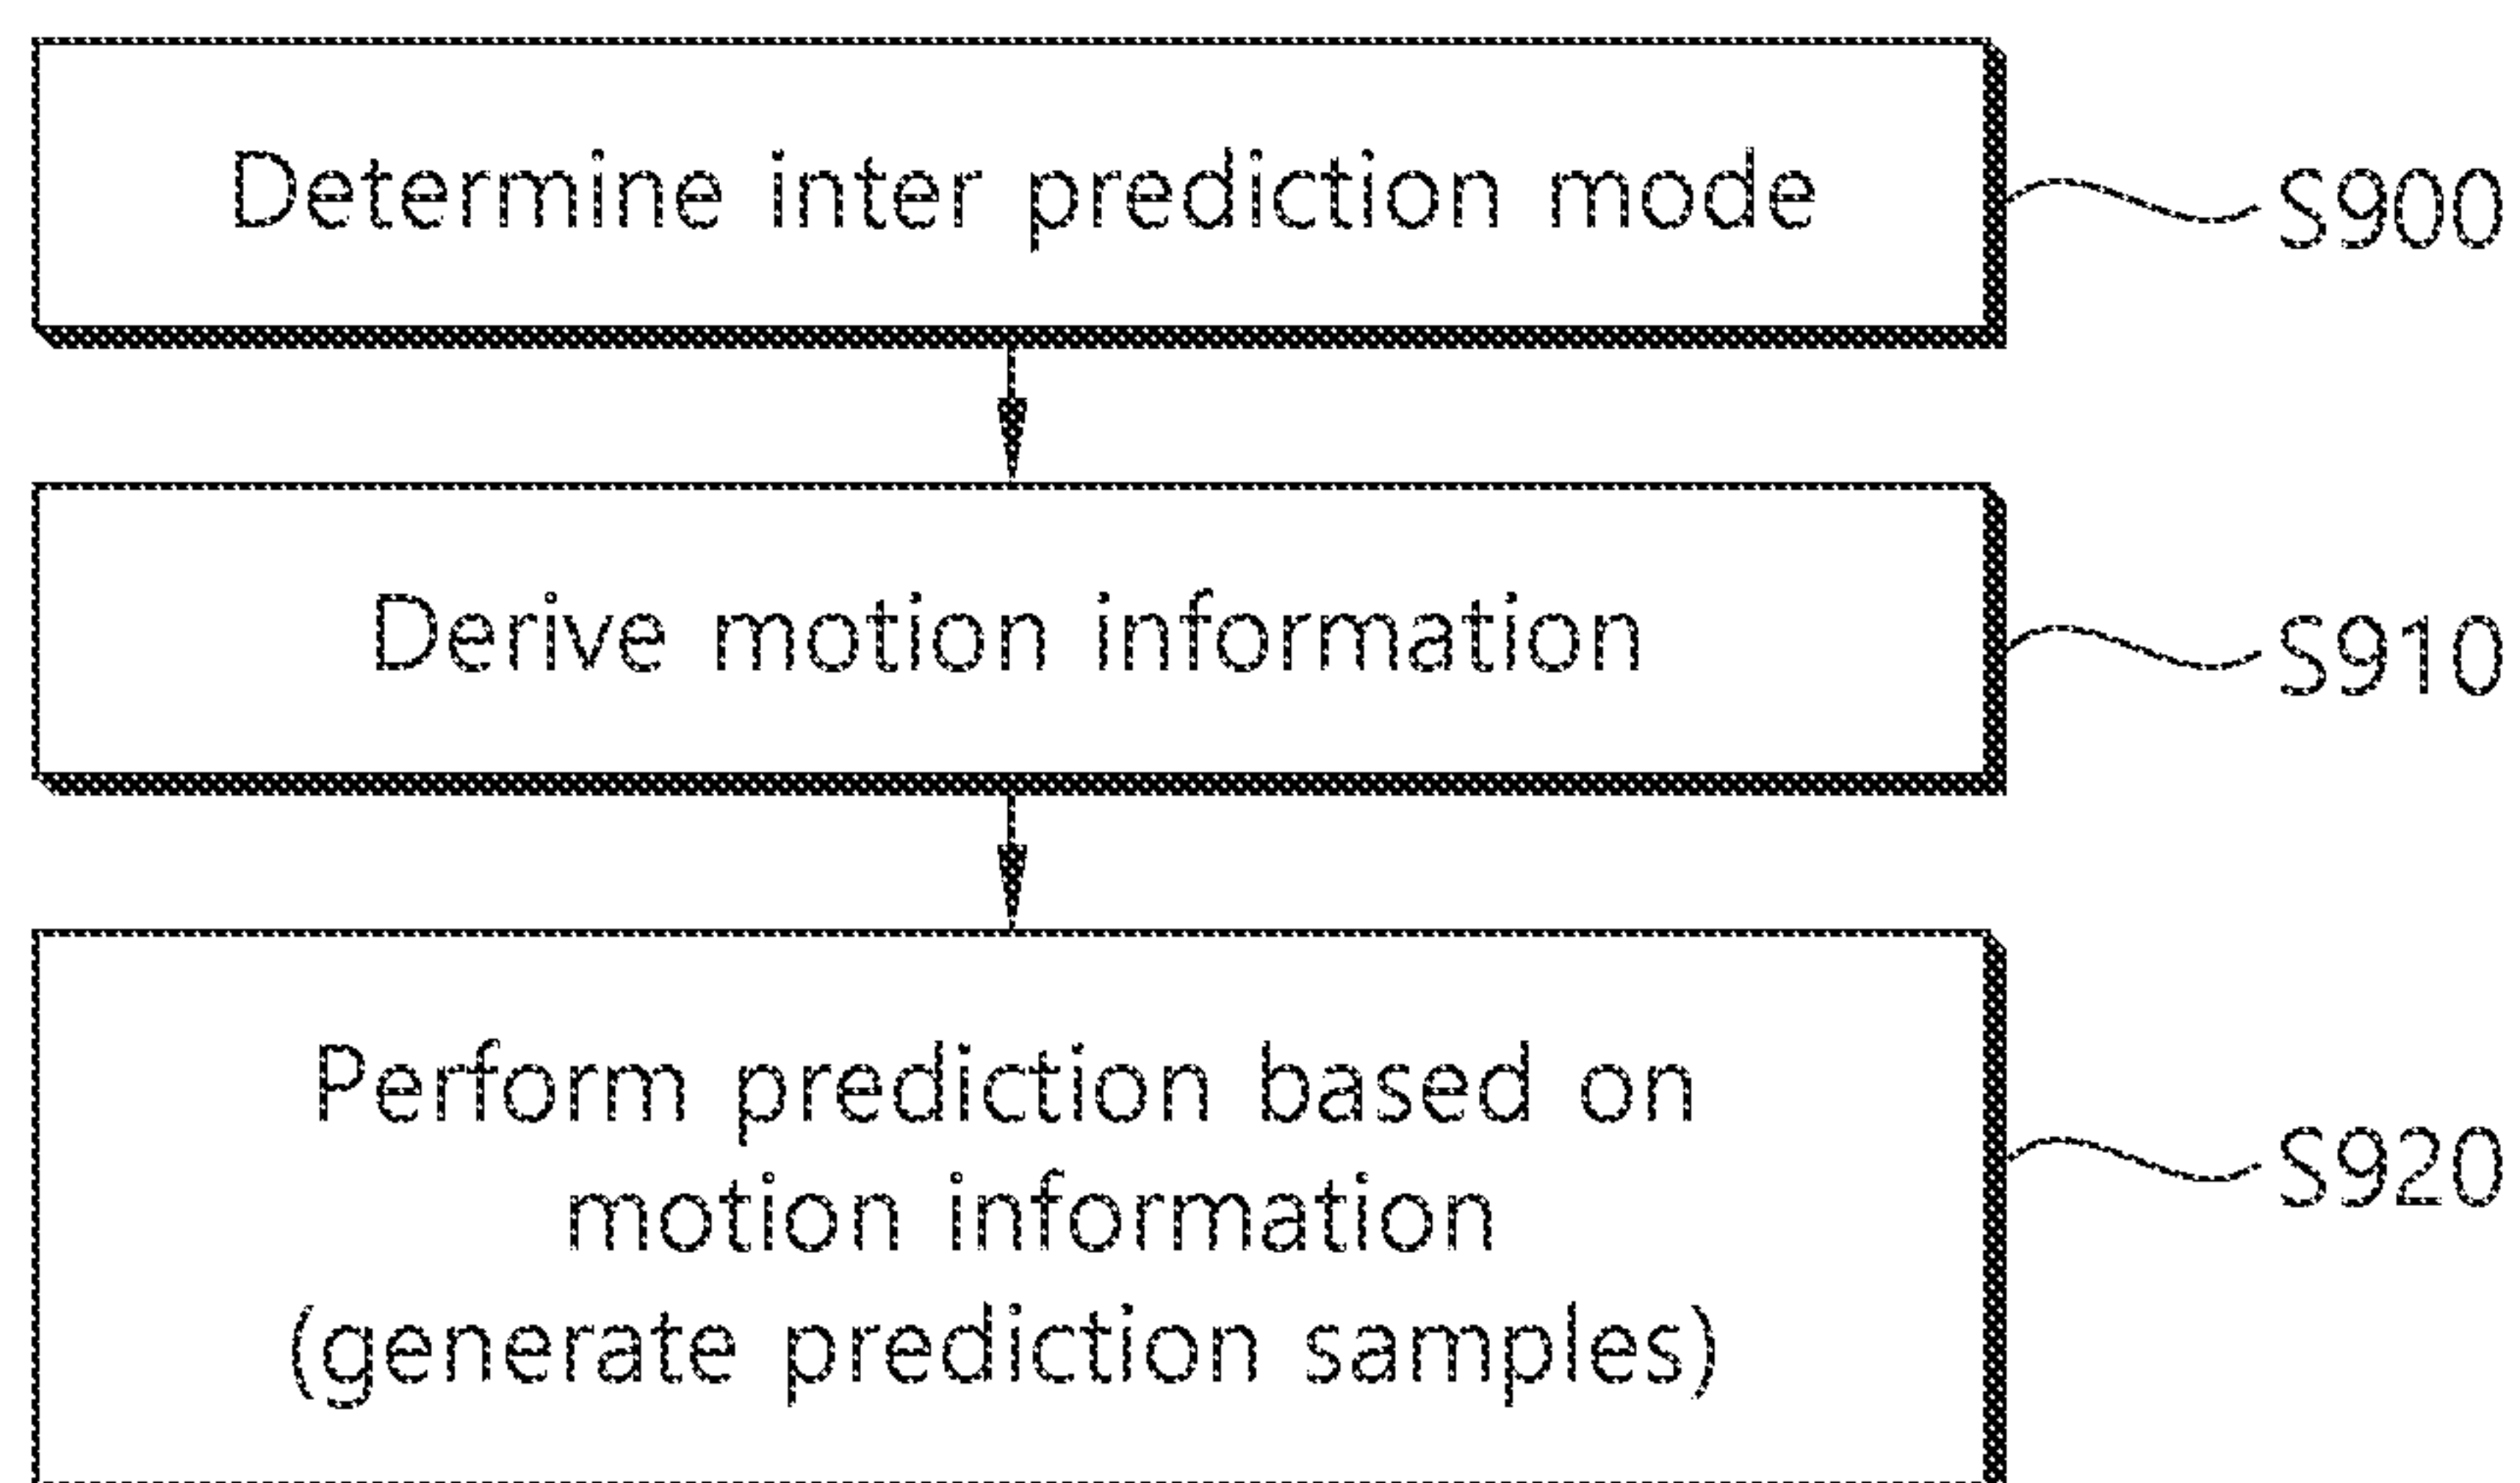 Determine inter prediction mode
S900
Derive motion information
S910
Perform prediction based on
motion information
(generate prediction samples)
S920